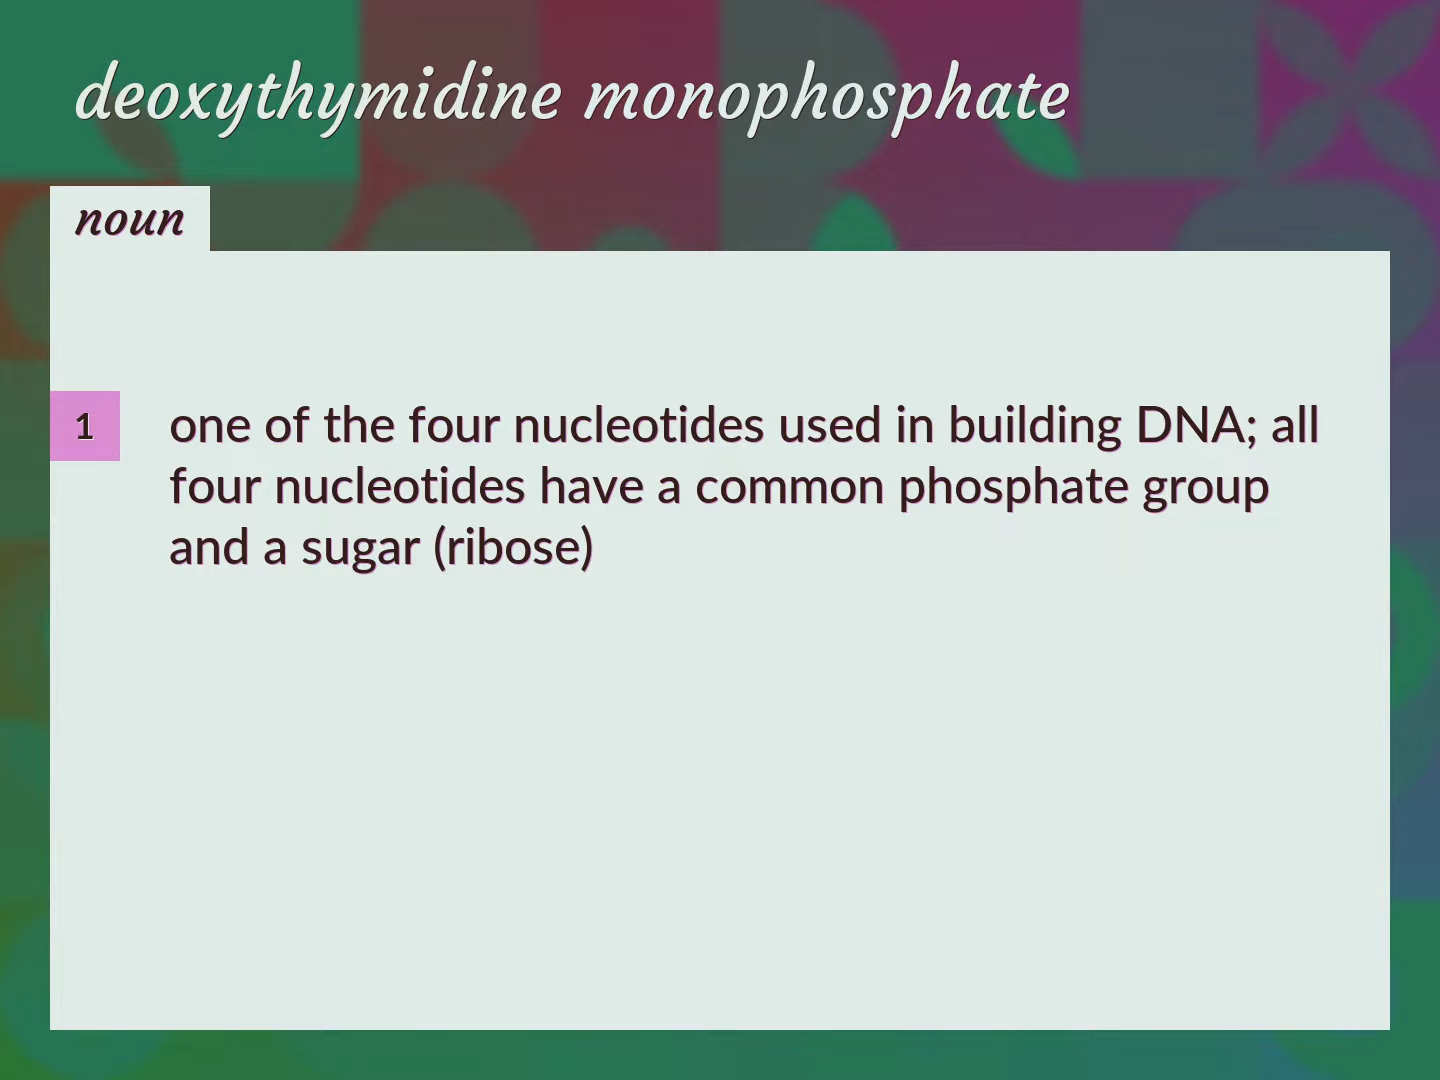 deoxythymidine monophosphate
noun
1
one of the four nucleotides used in building DNA; all
four nucleotides have a common phosphate group
and a sugar (ribose)